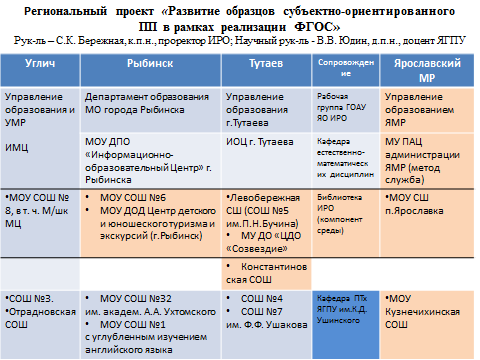 Региональный проект «Развитие образцов субъектно-ориентированного
ПП в рамках реализации ФГОС»
Рук-ль – С.К. Бережная, к.п.н., проректор ИРО; Научный рук-ль - В.В. Юдин, д.п.н., доцент ЯГПУ
Углич
Рыбинск
Тутаев
Сопровожден
ие
Ярославский
МР
Управление
образования и
УМР
ИМЦ
Департамент образования
МО города Рыбинска
Управление
образования
г.Тутаева
Рабочая
группа ГОАУ
ЯО ИРО
Управление
образованием
ЯМР
МОУ ДПО
«Информационно-
образовательный Центр» г.
Рыбинска
ИОЦ г. Тутаева
Кафедра
естественно-
математическ
их дисциплин
МУ ПАЦ
администрации
ЯМР (метод
служба)
•МОУ СОШ №
8, в т. ч. М/шк
МЦ
• МОУ СОШ №6
• МОУ ДОД Центр детского
и юношеского туризма и
экскурсий (г.Рыбинск)
•Левобережная
СШ (СОШ №5
им.П.Н.Бучина)
• МУ ДО «ЦДО
«Созвездие»
Библиотека
ИРО
(компонент
среды)
•МОУ СШ
п.Ярославка
• Константинов
ская СОШ
•СОШ №3.
•Отрадновская
СОШ
• МОУ СОШ №32
им. академ. А.А. Ухтомского
• МОУ СОШ №1
с углубленным изучением
английского языка
• СОШ №4
• СОШ №7
им. Ф.Ф. Ушакова
Кафедра ПТх
ЯГПУ им.К.Д.
Ушинского
•МОУ
Кузнечихинская
СОШ